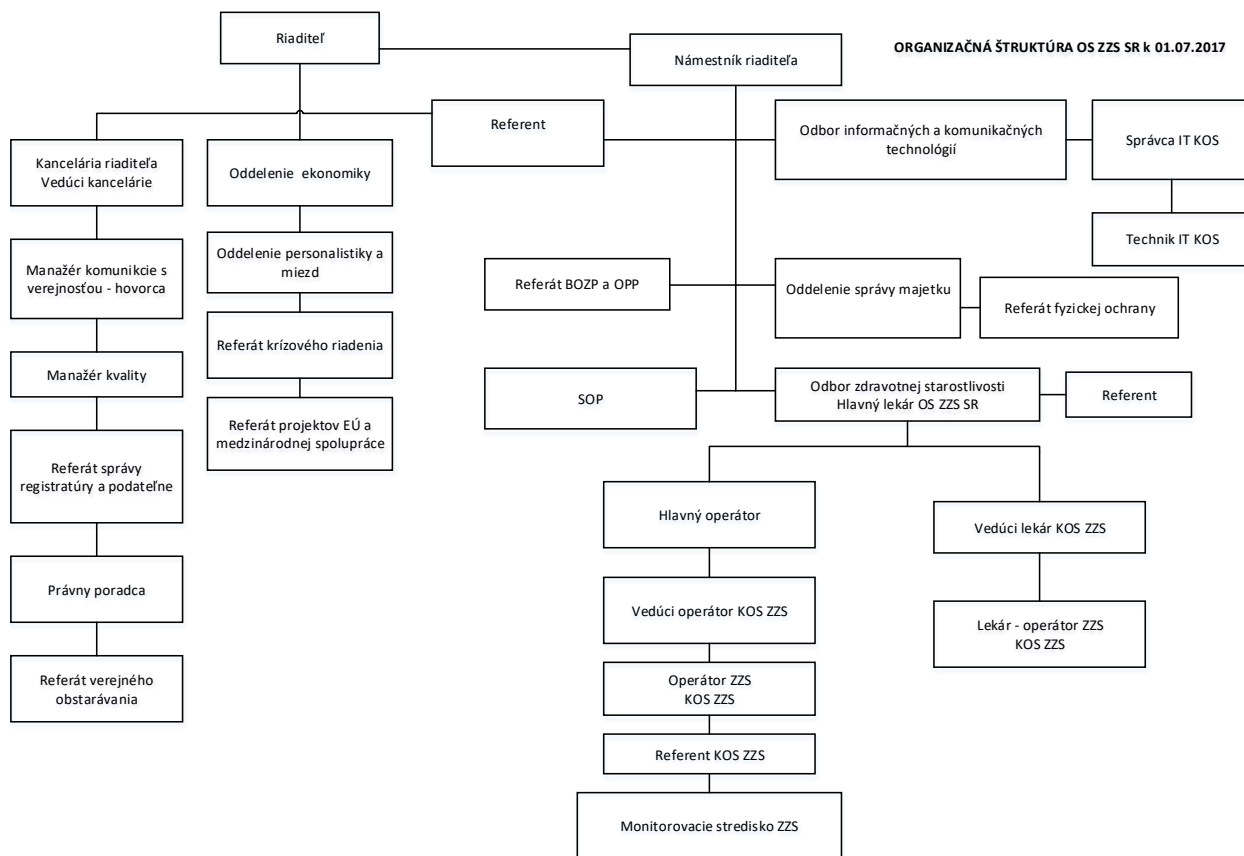 ORGANIZAČNÁ ŠTRUKTÚRA OS ZZS SR k 01.07.2017
Riaditeľ
Námestník riaditeľa
Referent
Kancelária riaditeľa
Vedúci kancelárie
Manažér komunikcie s
verejnosťou - hovorca
Manažér kvality
Referát správy
registratúry a podateľne
Právny poradca
Referát verejného
obstarávania
Oddelenie ekonomiky
Oddelenie personalistiky a
miezd
Referát krízového riadenia
Referát projektov EÚ a
medzinárodnej spolupráce
Odbor informačných a komunikačných
technológií
Správca IT KOS
Technik IT KOS
Referát BOZP a OPP
Oddelenie správy majetku
Referát fyzickej ochrany
SOP
Odbor zdravotnej starostlivosti
Hlavný lekár OS ZZS SR
Referent
Hlavný operátor
Vedúci operátor KOS ZZS
Operátor ZZS
KOS ZZS
Referent KOS ZZS
Monitorovacie stredisko ZZS
Vedúci lekár KOS ZZS
Lekár - operátor ZZS
KOS ZZS